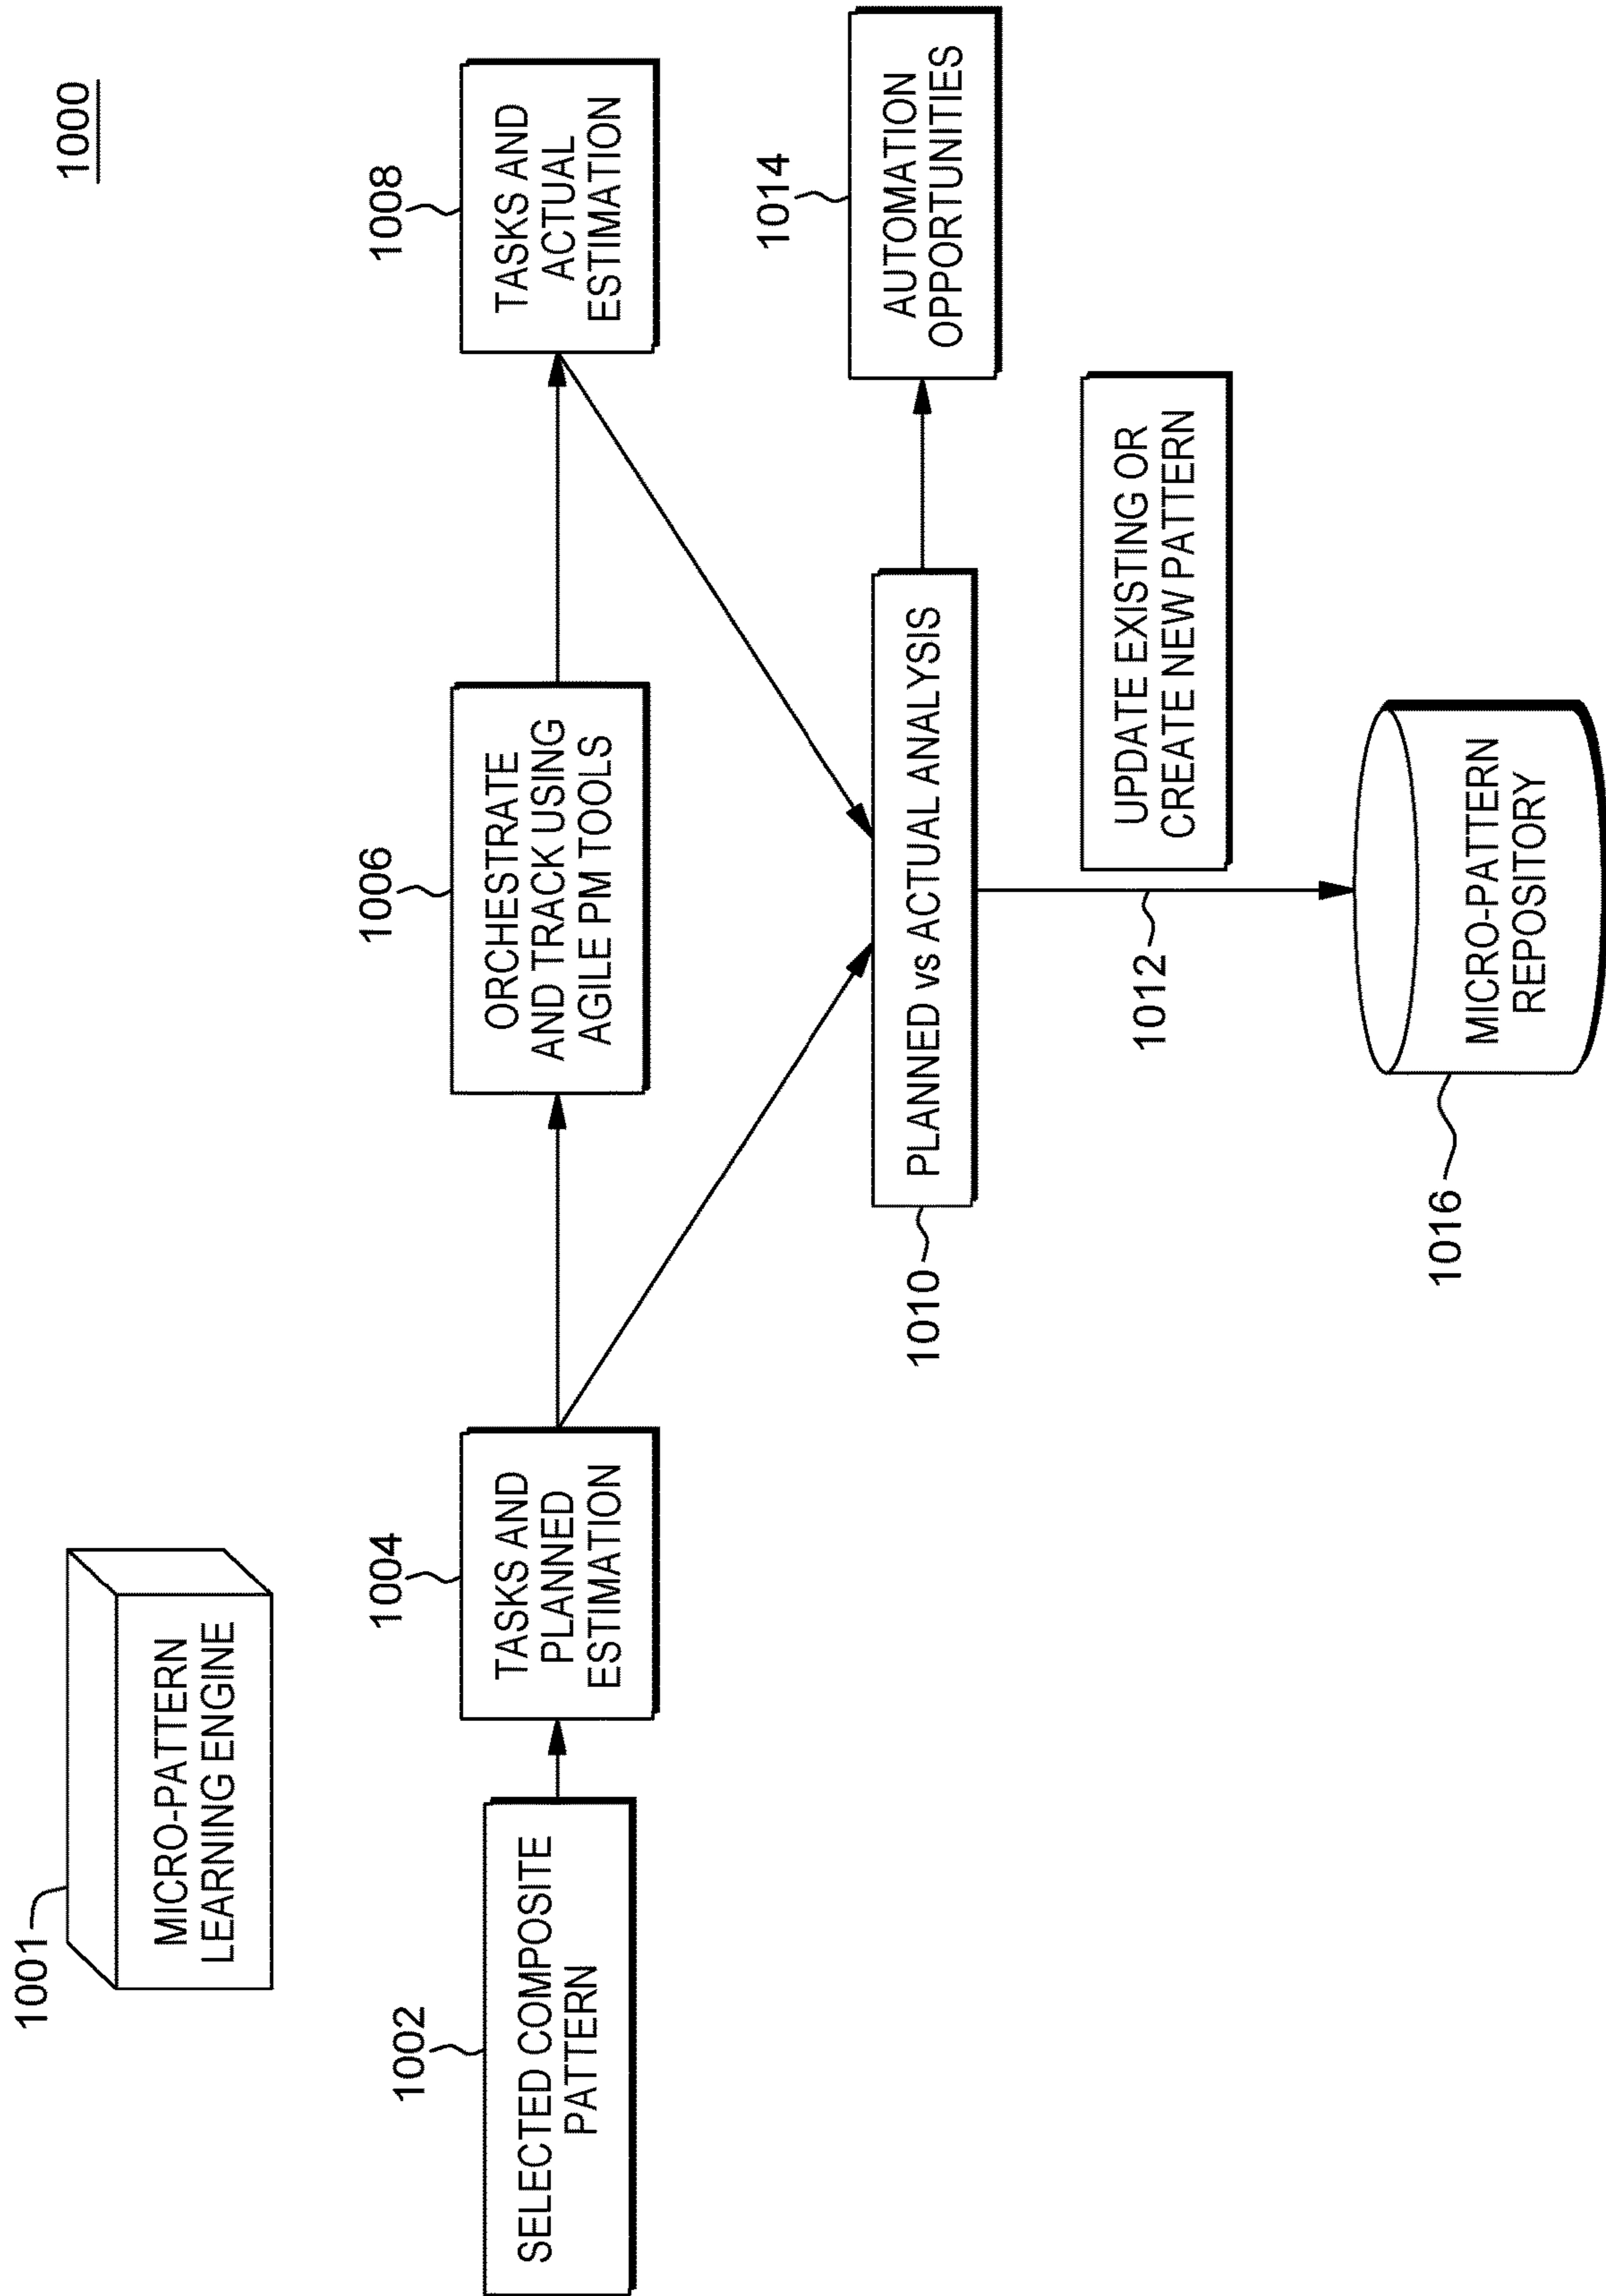 1000
1001
MICRO-PATTERN
LEARNING ENGINE
1002
SELECTED COMPOSITE
PATTERN
1004
TASKS AND
PLANNED
ESTIMATION
1006
ORCHESTRATE
AND TRACK USING
AGILE PM TOOLS
1008
TASKS AND
ACTUAL
ESTIMATION
1010
PLANNED vs ACTUAL ANALYSIS
1014
AUTOMATION
OPPORTUNITIES
1012
UPDATE EXISTING OR
CREATE NEW PATTERN
1016
MICRO-PATTERN
REPOSITORY